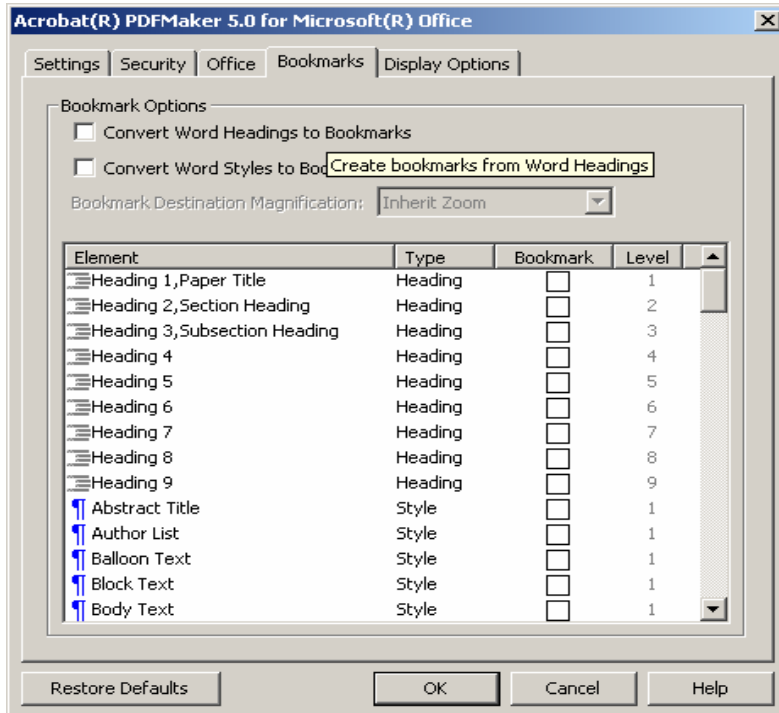 Acrobat(R) PDFMaker 5.0 for Microsoft(R) Office
Settings Security Office Bookmarks Display Options
Bookmark Options
Convert Word Headings to Bookmarks
Convert Word Styles to Boo
Create bookmarks from Word Headings
Bookmark Destination Magnification: Inherit Zoom
Element Type Bookmark Level
Heading 1,Paper Title Heading 1
Heading 2,Section Heading Heading 2
Heading 3,Subsection Heading Heading 3
Heading 4 Heading 4
Heading 5 Heading 5
Heading 6 Heading 6
Heading 7 Heading 7
Heading 8 Heading 8
Heading 9 Heading 9
¶ Abstract Title Style 1
¶ Author List Style 1
¶ Balloon Text Style 1
¶ Block Text Style 1
¶ Body Text Style 1
Restore Defaults OK Cancel Help